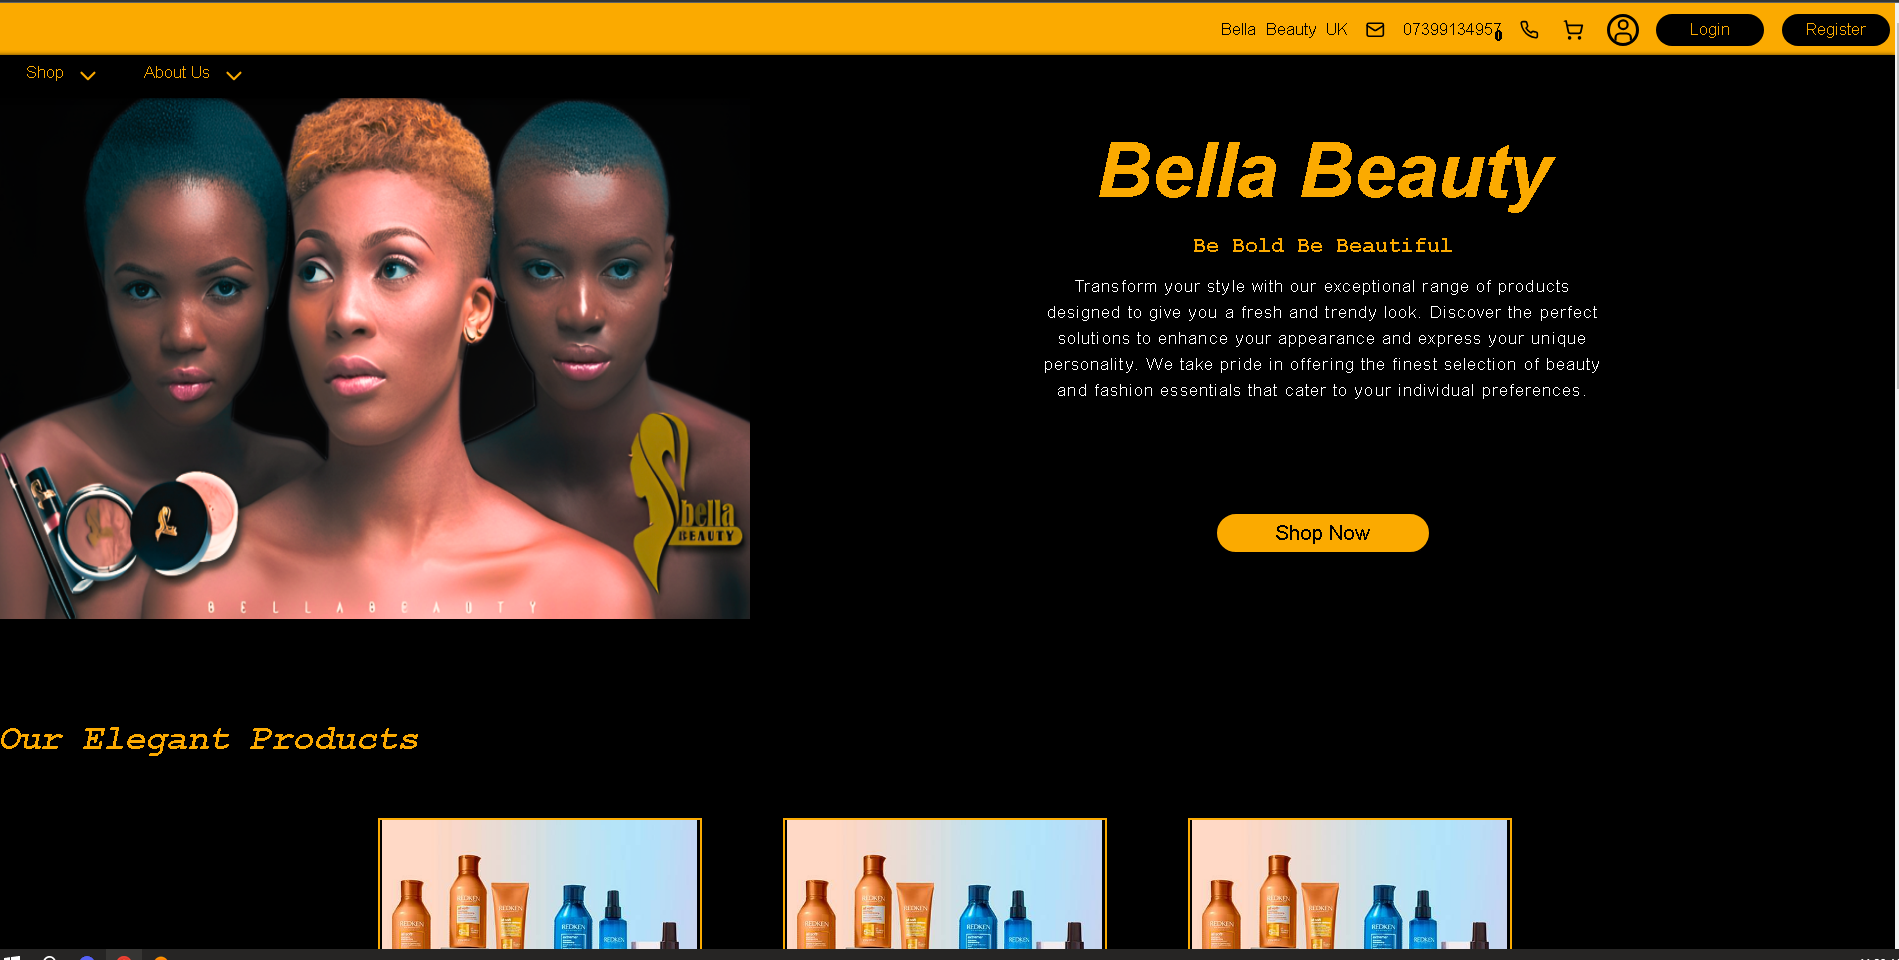 Bella Beauty UK 07399134957 0 Login Register
Shop About Us
Bella Beauty
Be Bold Be Beautiful
Transform your style with our exceptional range of products
designed to give you a fresh and trendy look. Discover the perfect
solutions to enhance your appearance and express your unique
personality. We take pride in offering the finest selection of beauty
and fashion essentials that cater to your individual preferences.
bella
BEAUTY
Shop Now
BELLABEAUTY
Our Elegant Products
REDKEN REDKEN REDKEN REDKEN REDKEN
REDKEN REDKEN REDKEN REDKEN REDKEN
REDKEN REDKEN REDKEN REDKEN REDKEN